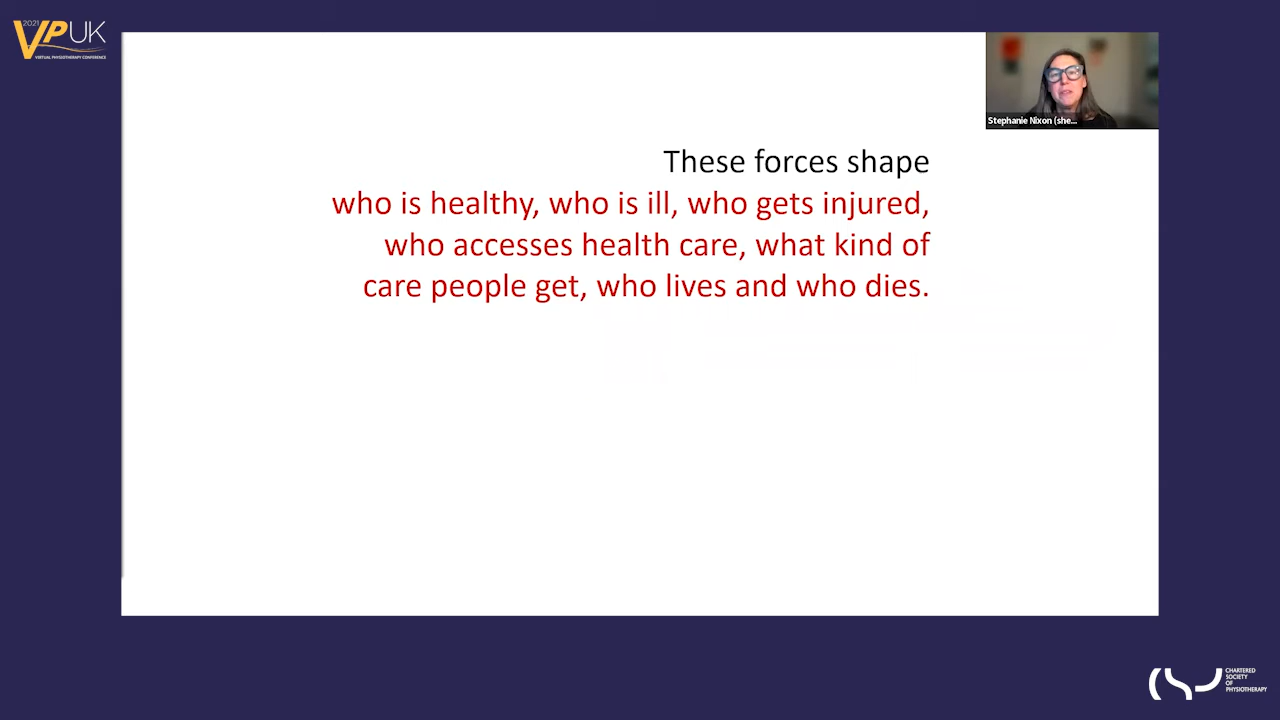 2021
VPUK
VIRTUAL PHYSIOTHERAPY CONFERENCE
Stephanie Nixon (she...
These forces shape
who is healthy, who is ill, who gets injured,
who accesses health care, what kind of
care people get, who lives and who dies.
CHARTERED
SOCIETY
OF
PHYSIOTHERAPY